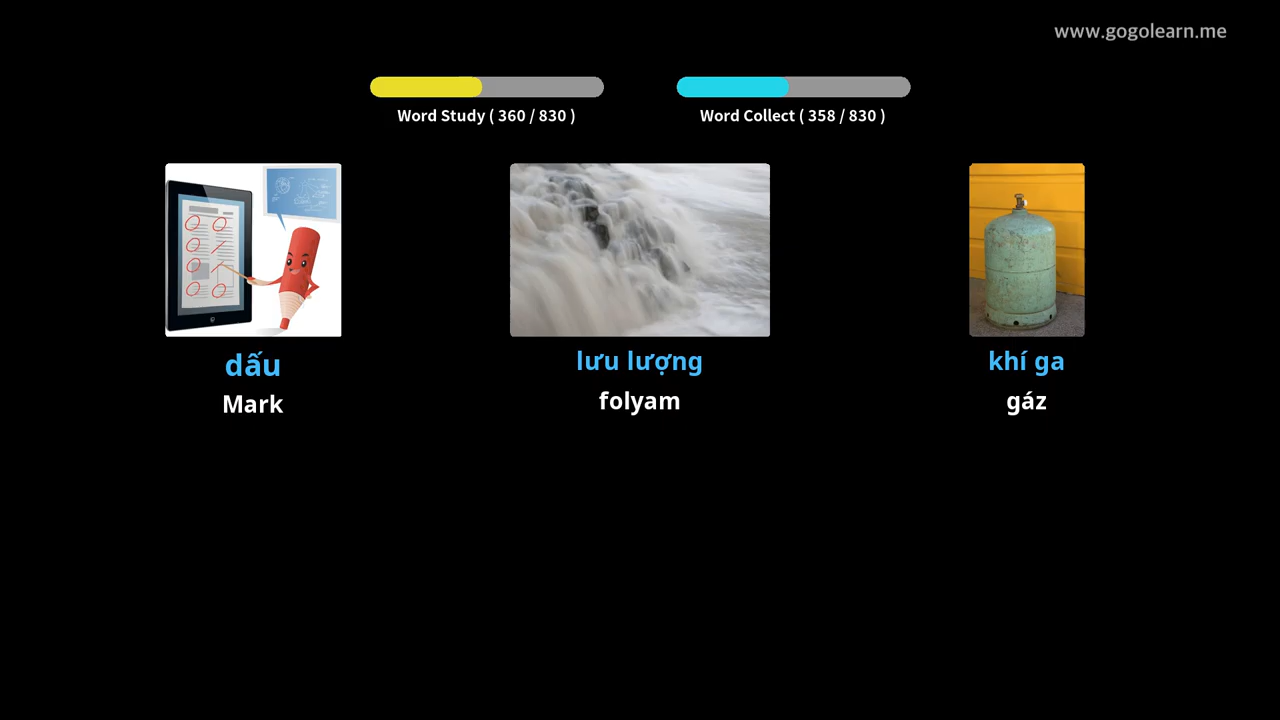 www.gogolearn.me
Word Study ( 360 / 830 )
Word Collect ( 358 / 830 )
dấu
Mark
lưu lượng
folyam
khí ga
gáz